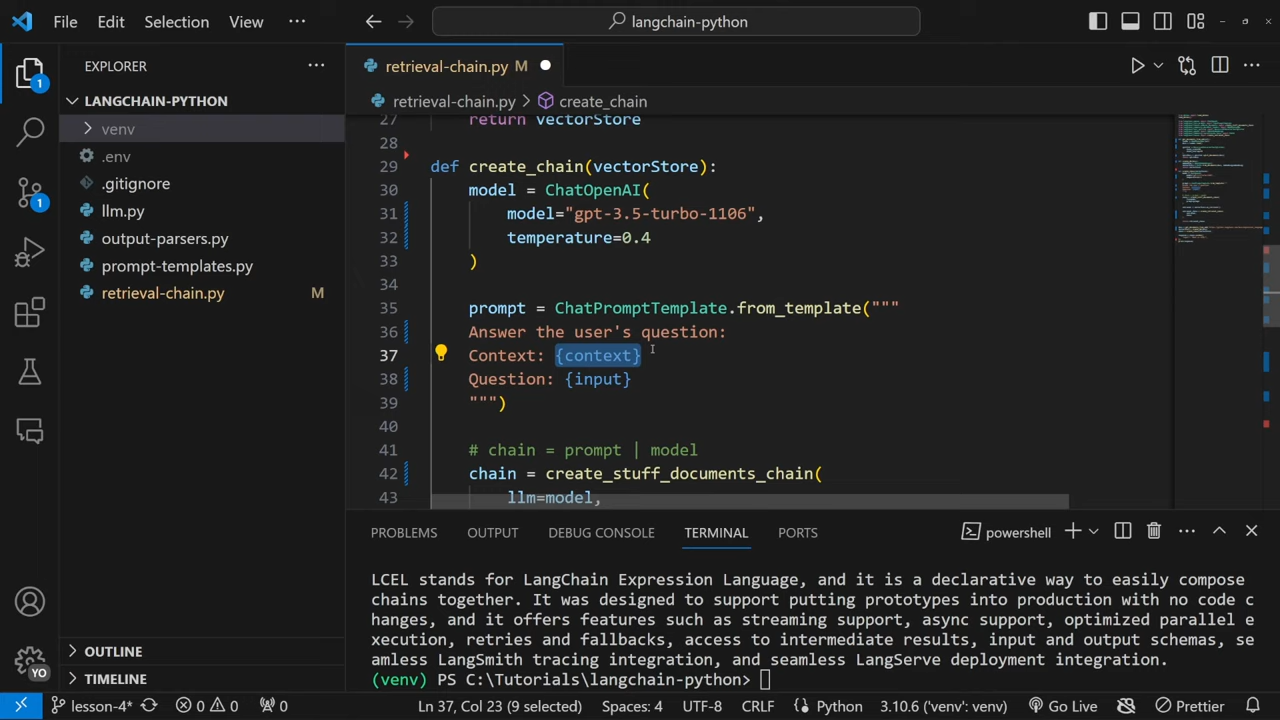 File Edit Selection View ··· langchain-python
EXPLORER ···
LANGCHAIN-PYTHON
venv
.env
.gitignore
llm.py
output-parsers.py
prompt-templates.py
retrieval-chain.py M
OUTLINE
TIMELINE
1
1
YO
retrieval-chain.py M
retrieval-chain.py > create_chain
27 return vectorStore
28
29 def create_chain(vectorStore):
30 model = ChatOpenAI(
31 model="gpt-3.5-turbo-1106",
32 temperature=0.4
33 )
34
35 prompt = ChatPromptTemplate.from_template("""
36 Answer the user's question:
37 Context: {context}
38 Question: {input}
39 """)
40
41 # chain = prompt | model
42 chain = create_stuff_documents_chain(
43 llm=model,
PROBLEMS OUTPUT DEBUG CONSOLE TERMINAL PORTS powershell
LCEL stands for LangChain Expression Language, and it is a declarative way to easily compose
chains together. It was designed to support putting prototypes into production with no code c
hanges, and it offers features such as streaming support, async support, optimized parallel e
xecution, retries and fallbacks, access to intermediate results, input and output schemas, se
amless LangSmith tracing integration, and seamless LangServe deployment integration.
(venv) PS C:\Tutorials\langchain-python>
lesson-4* 0 0 0 Ln 37, Col 23 (9 selected) Spaces: 4 UTF-8 CRLF Python 3.10.6 ('venv': venv) Go Live Prettier